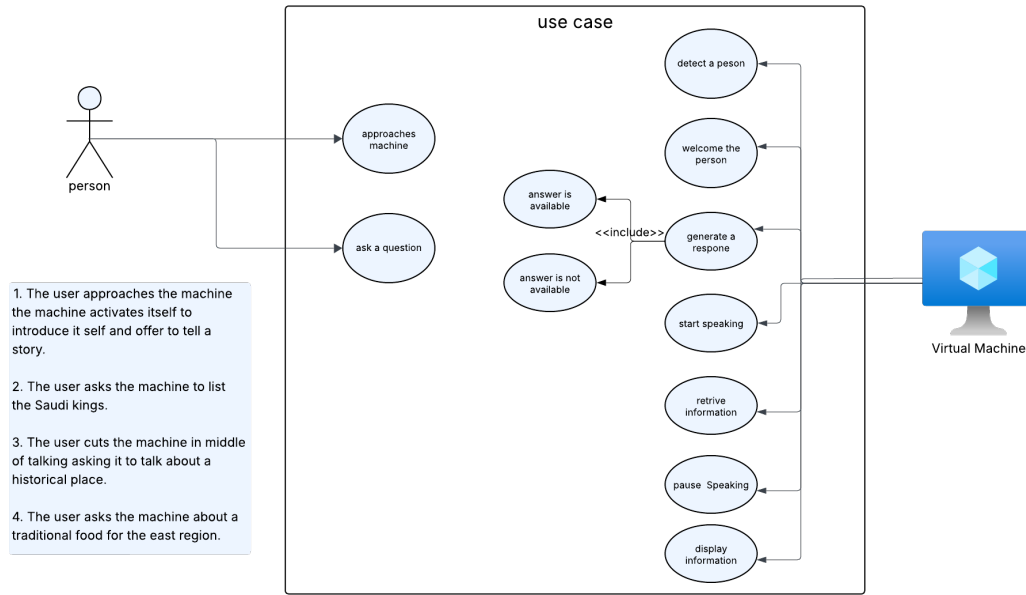 use case
detect a peson
approaches
machine
welcome the
person
person
answer is
available
<<include>>
generate a
respone
ask a question
answer is not
available
1. The user approaches the machine
the machine activates itself to
introduce it self and offer to tell a
story.
2. The user asks the machine to list
the Saudi kings.
3. The user cuts the machine in middle
of talking asking it to talk about a
historical place.
4. The user asks the machine about a
traditional food for the east region.
start speaking
Virtual Machine
retrive
information
pause Speaking
display
information